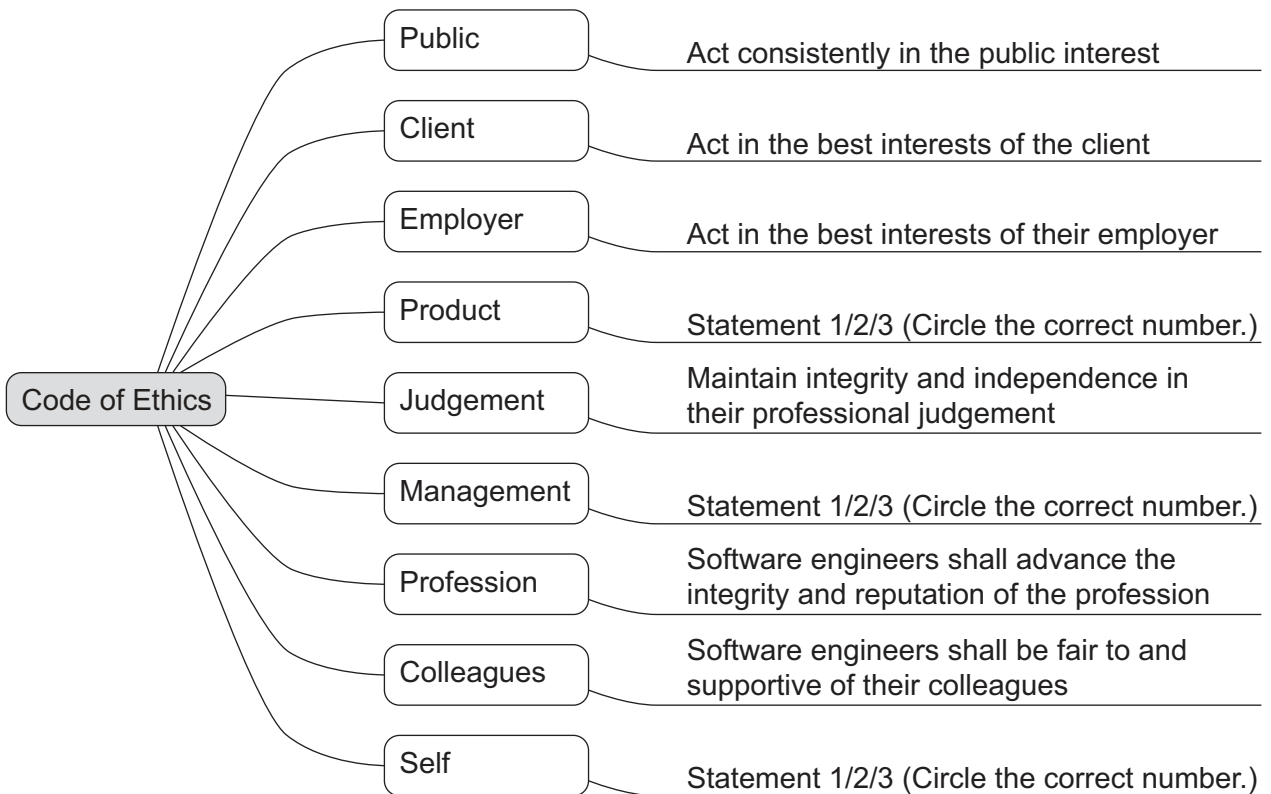 Public
Act consistently in the public interest
Client
Act in the best interests of the client
Employer
Act in the best interests of their employer
Product
Statement 1/2/3 (Circle the correct number.)
Code of Ethics
Judgement
Maintain integrity and independence in
their professional judgement
Management
Statement 1/2/3 (Circle the correct number.)
Profession
Software engineers shall advance the
integrity and reputation of the profession
Colleagues
Software engineers shall be fair to and
supportive of their colleagues
Self
Statement 1/2/3 (Circle the correct number.)